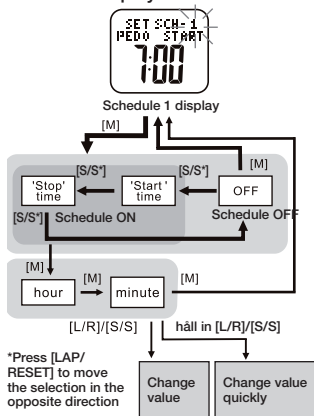 SET SCH-1
PEDO START
7:00
Schedule 1 display
[M]
[S/S*] [S/S*] [M]
'Stop' time
'Start' time
OFF
[S/S*] Schedule ON
Schedule OFF
[M]
[M] [M]
hour
minute
[L/R]/[S/S] håll in [L/R]/[S/S]
*Press [LAP/
RESET] to move
the selection in the
opposite direction
Change
value
Change value
quickly